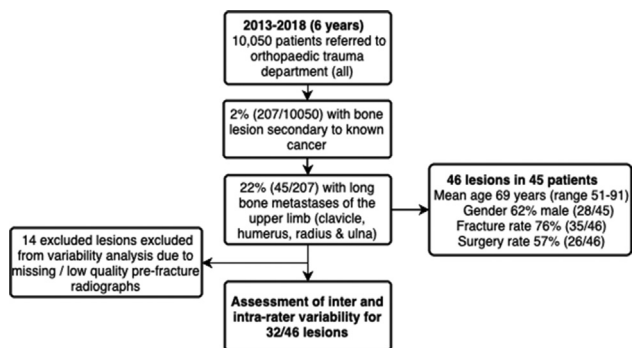 2013-2018 (6 years)
10,050 patients referred to
orthopaedic trauma
department (all)
2% (207/10050) with bone
lesion secondary to known
cancer
22% (45/207) with long
bone metastases of the
upper limb (clavicle,
humerus, radius & ulna)
46 lesions in 45 patients
Mean age 69 years (range 51-91)
Gender 62% male (28/45)
Fracture rate 76% (35/46)
Surgery rate 57% (26/46)
14 excluded lesions excluded
from variability analysis due to
missing / low quality pre-fracture
radiographs
Assessment of inter and
intra-rater variability for
32/46 lesions